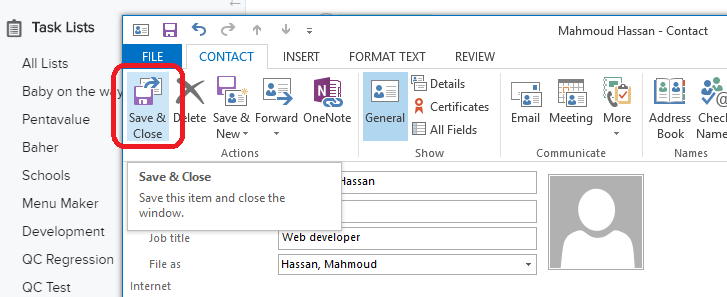 Task Lists
All Lists
Baby on the way
Pentavalue
Baher
Schools
Menu Maker
Development
QC Regression
QC Test
Mahmoud Hassan - Contact
FILE CONTACT INSERT FORMAT TEXT REVIEW
Save & Close
Delete
Save & New
Forward
OneNote
Actions
General
Details
Certificates
All Fields
Show
Email
Meeting
More
Communicate
Address Book
Check
Names
Save & Close
Save this item and close the
window.
Hassan
Job title Web developer
File as Hassan, Mahmoud
Internet